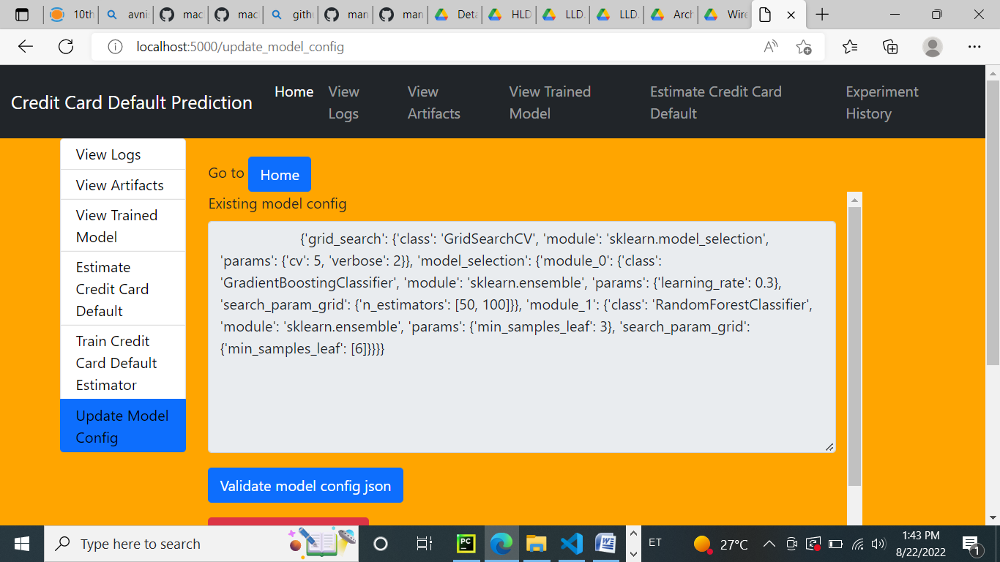 10th
avnis
mac
mac
githu
man
man
Deta
HLD
LLD.
LLD.
Arch
Wire
localhost:5000/update_model_config
Credit Card Default Prediction
Home
View
Logs
View
Artifacts
View Trained
Model
Estimate Credit Card
Default
Experiment
History
View Logs
View Artifacts
View Trained
Model
Estimate
Credit Card
Default
Train Credit
Card Default
Estimator
Update Model
Config
Go to Home
Existing model config
{'grid_search': {'class': 'GridSearchCV', 'module': 'sklearn.model_selection',
'params': {'cv': 5, 'verbose': 2}}, 'model_selection': {'module_0': {'class':
'GradientBoostingClassifier', 'module': 'sklearn.ensemble', 'params': {'learning_rate': 0.3},
'search_param_grid': {'n_estimators': [50, 100]}}, 'module_1': {'class': 'RandomForestClassifier',
'module': 'sklearn.ensemble', 'params': {'min_samples_leaf': 3}, 'search_param_grid':
{'min_samples_leaf': [6]}}}}
Validate model config json
Type here to search
PC
ET
27°C
1:43 PM
8/22/2022
1